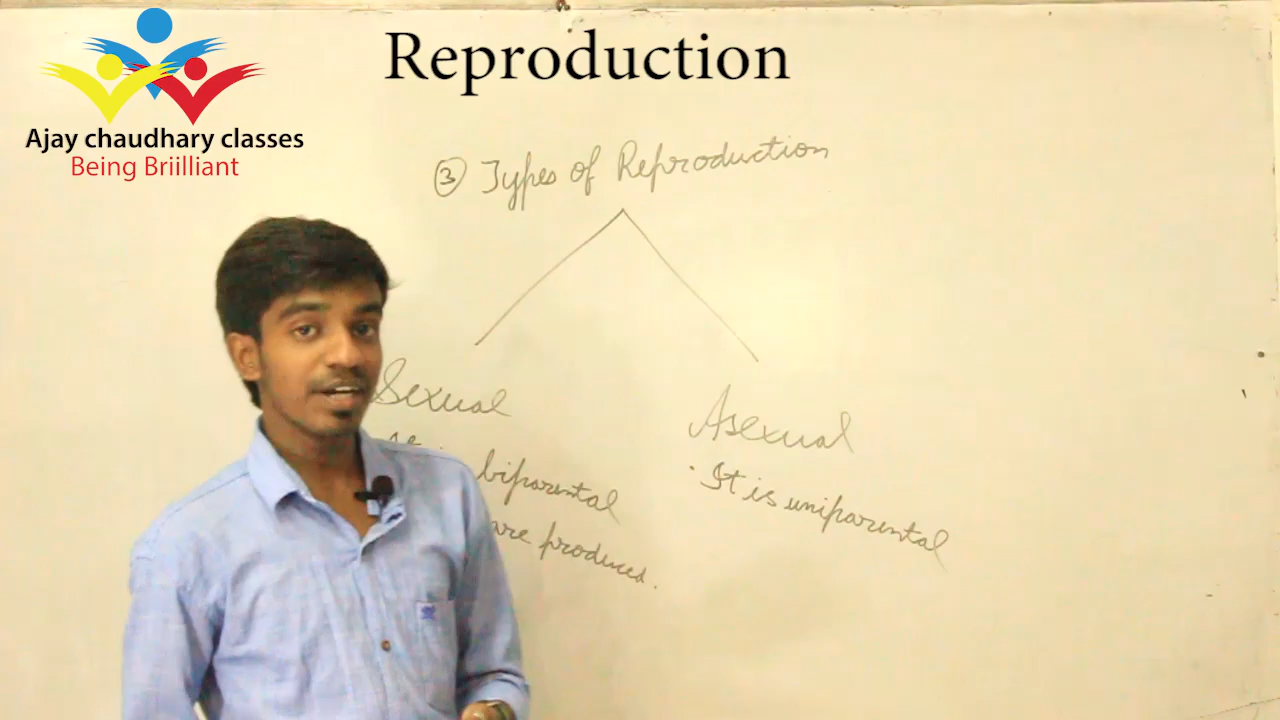 Reproduction
Ajay chaudhary classes
Being Briilliant
③ Types of Reproduction
Sexual
biparental
are produced.
Asexual
· It is uniparental